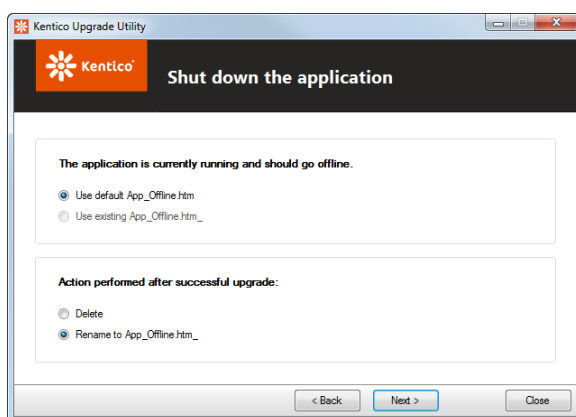 Kentico Upgrade Utility
Kentico
Shut down the application
The application is currently running and should go offline.
Use default App_Offline.htm
Use existing App_Offline.htm_
Action performed after successful upgrade:
Delete
Rename to App_Offline.htm_
< Back Next > Close